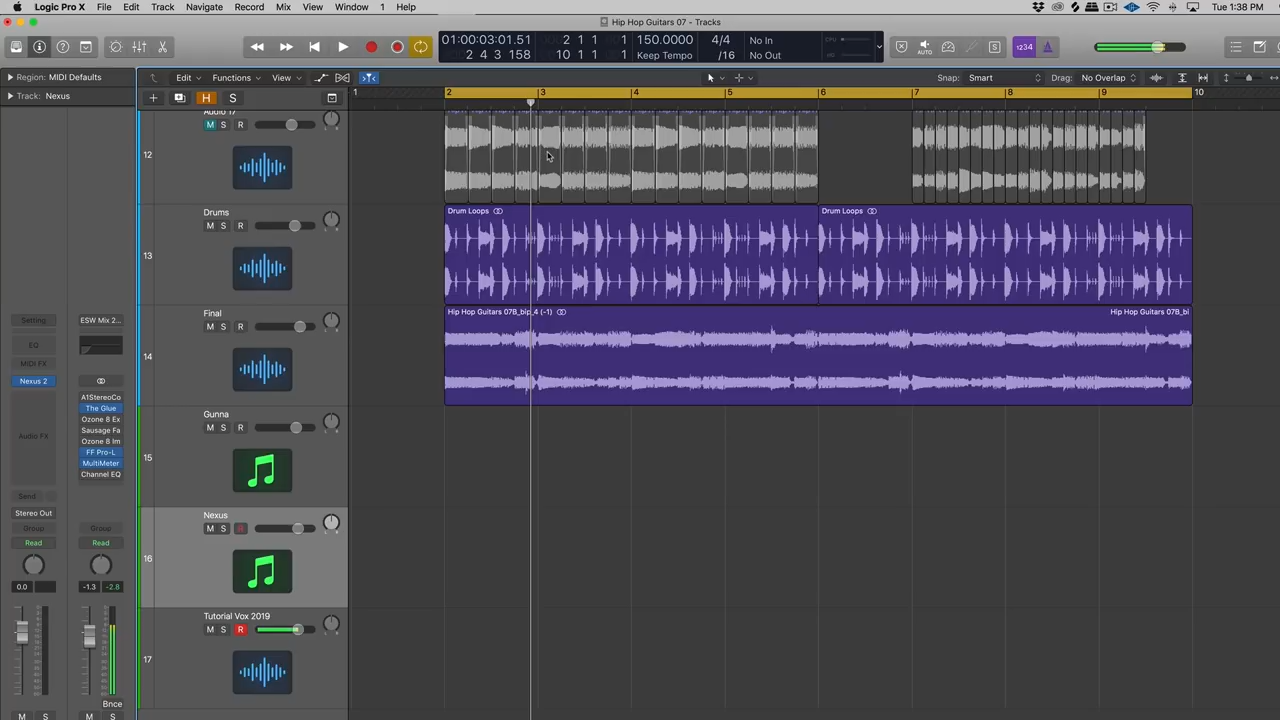 Logic Pro X File Edit Track Navigate Record Mix View Window 1 Help Tue 1:38 PM
Hip Hop Guitars 07 - Tracks
01:00:03:01.51 2 1 1 1 150.0000 4/4 No In
2 4 3 158 10 1 1 1 Keep Tempo /16 No Out
CPU
HD
AUTO
S
1234
Region: MIDI Defaults
Edit Functions View Snap: Smart Drag: No Overlap
Track: Nexus
H S
1 2 3 4 5 6 7 8 9 10
Audio 17
M S R
12
Drums
M S R
13
Drum Loops
Drum Loops
Final
M S R
14
Hip Hop Guitars 07B_bip_4 (-1)
Hip Hop Guitars 07B_bi
Gunna
M S R
15
Nexus
M S R
16
Tutorial Vox 2019
M S R
17
Setting
ESW Mix 2...
EQ
MIDI FX
Nexus 2
A1StereoCo
The Glue
Ozone 8 Ex
Audio FX
Sausage Fa
Ozone 8 Im
FF Pro-L
MultiMeter
Channel EQ
Send
Stereo Out
Group Group
Read Read
0.0 -1.3 -2.8
Bnce
M S M S